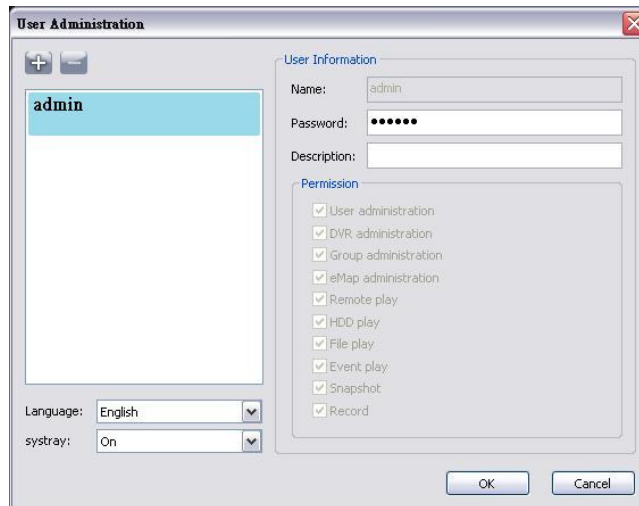 User Administration
admin
Language: English
systray: On
User Information
Name: admin
Password: ••••••
Description:
Permission
User administration
DVR administration
Group administration
eMap administration
Remote play
HDD play
File play
Event play
Snapshot
Record
OK Cancel